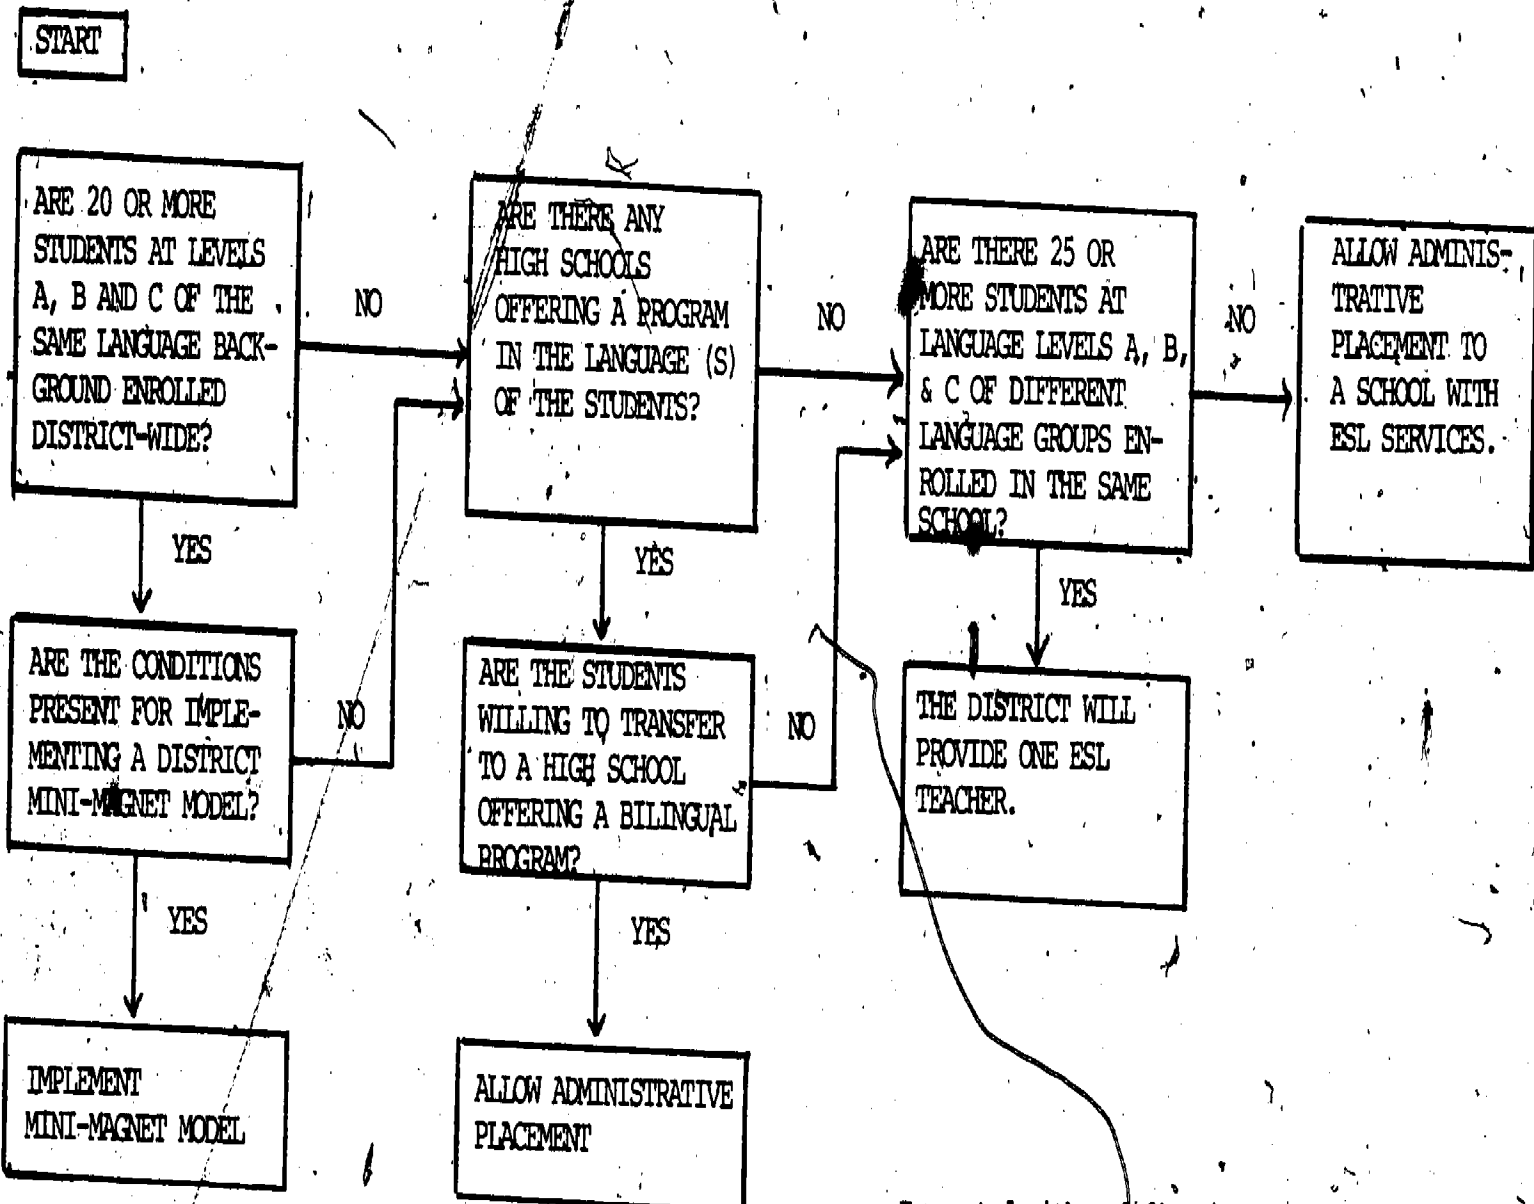 START
ARE 20 OR MORE
STUDENTS AT LEVELS
A, B AND C OF THE
SAME LANGUAGE BACK-
GROUND ENROLLED
DISTRICT-WIDE?
NO
YES
ARE THERE ANY
HIGH SCHOOLS
OFFERING A PROGRAM
IN THE LANGUAGE (S)
OF THE STUDENTS?
NO
YES
ARE THERE 25 OR
MORE STUDENTS AT
LANGUAGE LEVELS A, B,
& C OF DIFFERENT
LANGUAGE GROUPS EN-
ROLLED IN THE SAME
SCHOOL?
NO
YES
ALLOW ADMINIS-
TRATIVE
PLACEMENT TO
A SCHOOL WITH
ESL SERVICES.
ARE THE CONDITIONS
PRESENT FOR IMPLE-
MENTING A DISTRICT
MINI-MAGNET MODEL?
NO
YES
ARE THE STUDENTS
WILLING TO TRANSFER
TO A HIGH SCHOOL
OFFERING A BILINGUAL
PROGRAM?
NO
YES
THE DISTRICT WILL
PROVIDE ONE ESL
TEACHER.
IMPLEMENT
MINI-MAGNET MODEL
ALLOW ADMINISTRATIVE
PLACEMENT